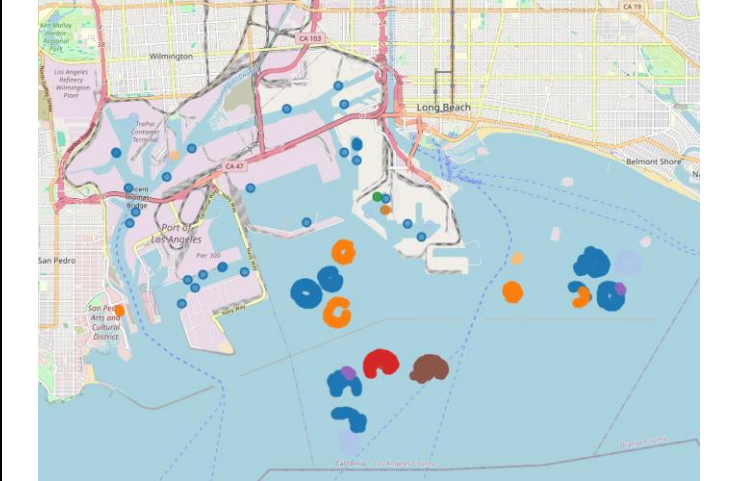 CA 19
Ken Malloy
Harbor
Regional
Park
CA 103
Wilmington
Los Angeles
Refinery
Wilmington
Plant
Long Beach
TraPac
Container
Terminal
CA 47
Belmont Shore
Vincent
Thomas
Bridge
Port of
Los Angeles
Pier 300
San Pedro
San Pedro
Arts and
Cultural
District
Orange County
California
Los Angeles County